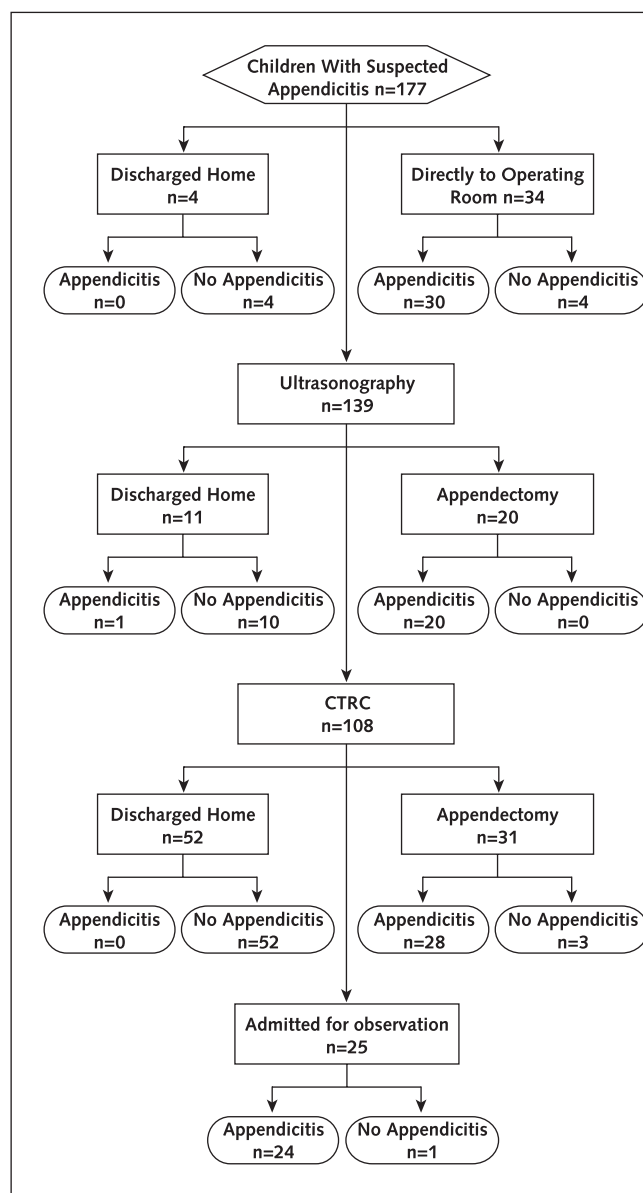 Children With Suspected
Appendicitis n=177
Discharged Home
n=4
Directly to Operating
Room n=34
Appendicitis
n=0
No Appendicitis
n=4
Appendicitis
n=30
No Appendicitis
n=4
Ultrasonography
n=139
Discharged Home
n=11
Appendectomy
n=20
Appendicitis
n=1
No Appendicitis
n=10
Appendicitis
n=20
No Appendicitis
n=0
CTRC
n=108
Discharged Home
n=52
Appendectomy
n=31
Appendicitis
n=0
No Appendicitis
n=52
Appendicitis
n=28
No Appendicitis
n=3
Admitted for observation
n=25
Appendicitis
n=24
No Appendicitis
n=1